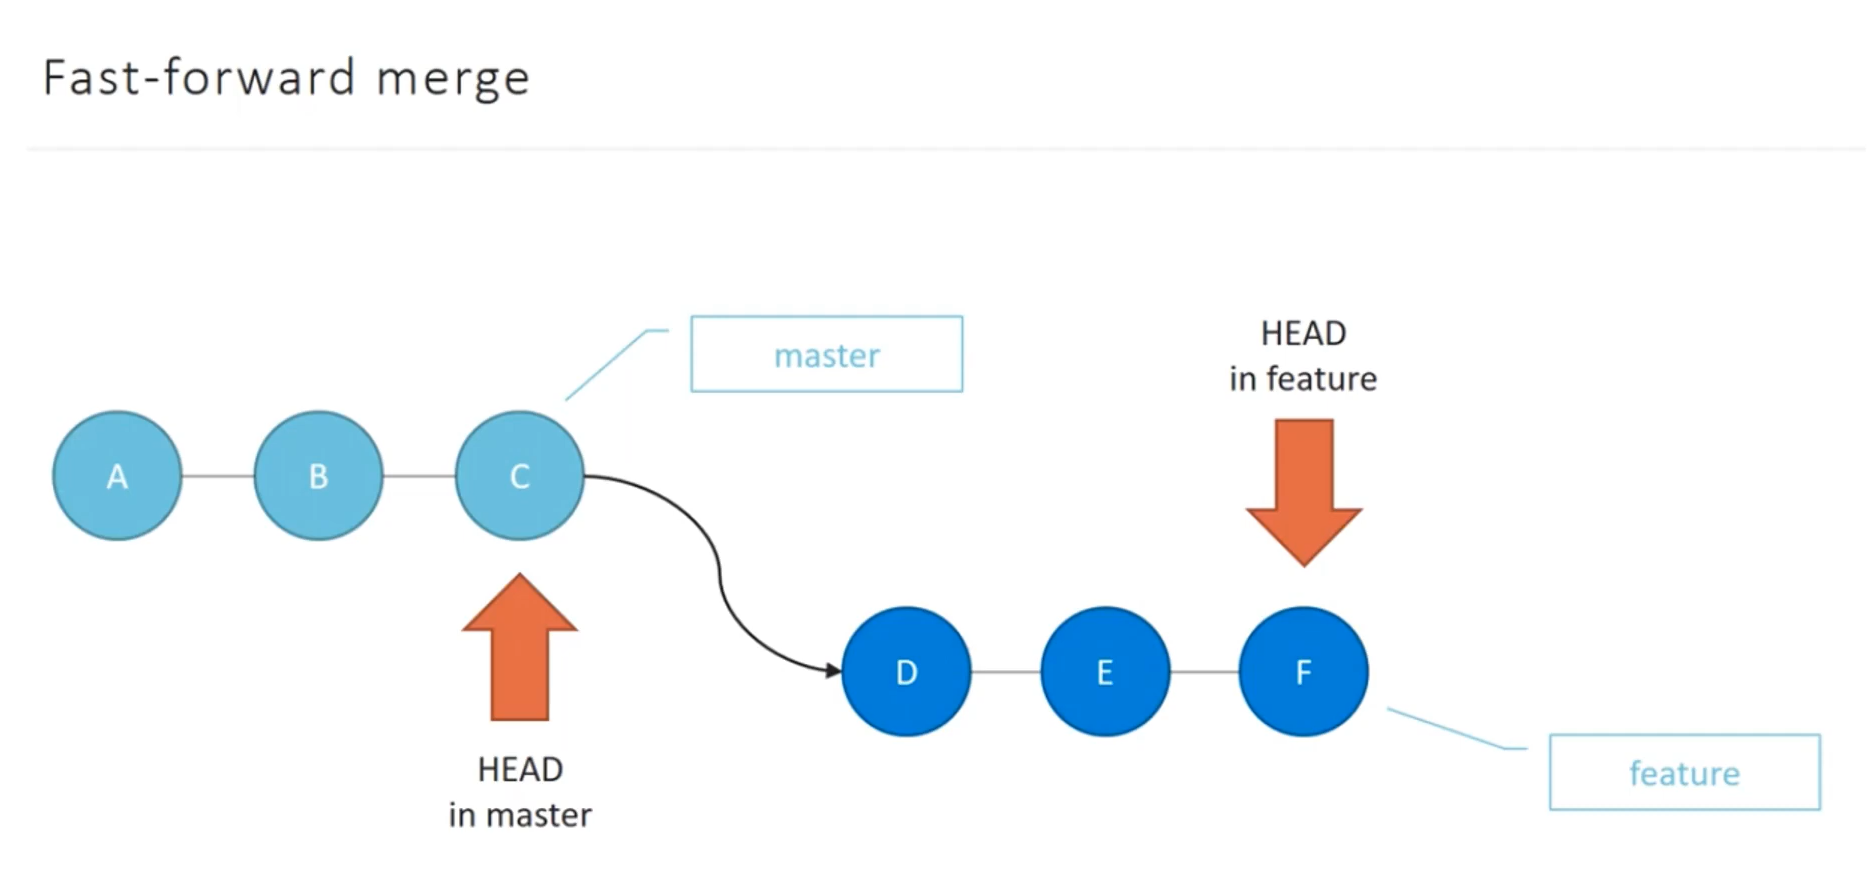 Fast-forward merge
master
HEAD
in feature
A
B
C
D
E
F
HEAD
in master
feature